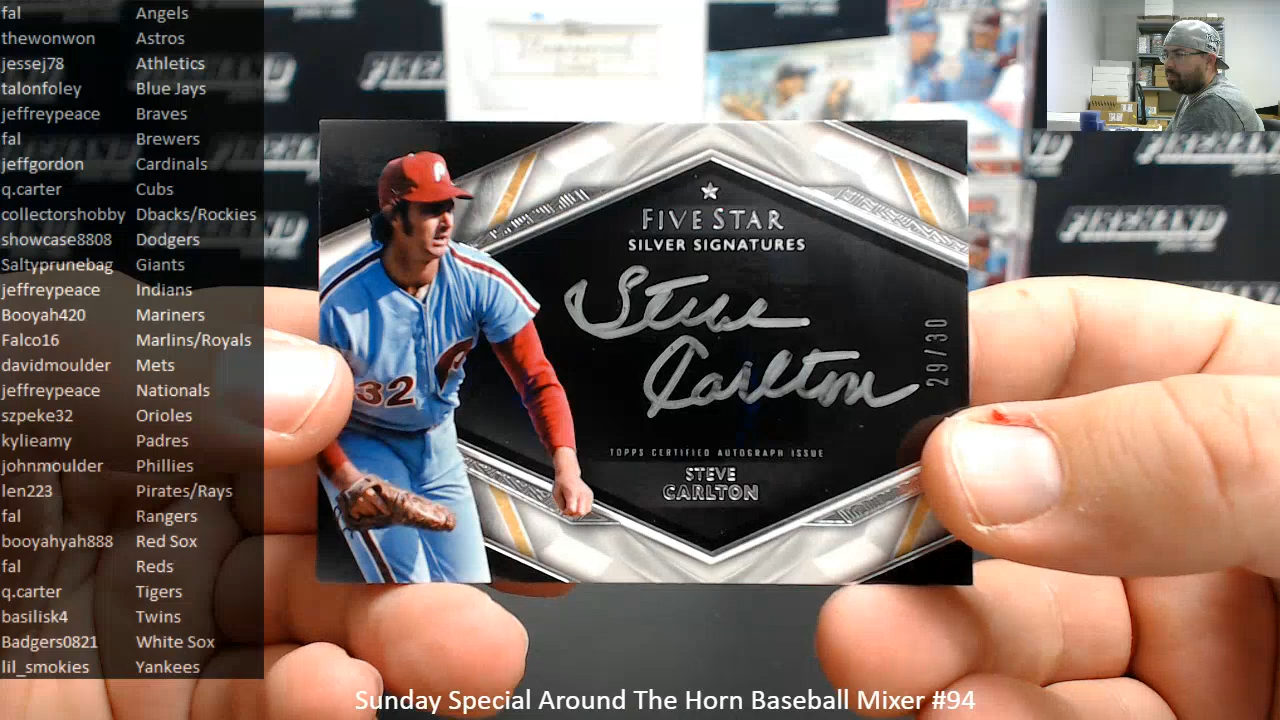 fal Angels
thewonwon Astros
jessej78 Athletics
talonfoley Blue Jays
jeffreypeace Braves
fal Brewers
jeffgordon Cardinals
q.carter Cubs
collectorshobby Dbacks/Rockies
showcase8808 Dodgers
Saltyprunebag Giants
jeffreypeace Indians
Booyah420 Mariners
Falco16 Marlins/Royals
davidmoulder Mets
jeffreypeace Nationals
szpeke32 Orioles
kylieamy Padres
johnmoulder Phillies
len223 Pirates/Rays
fal Rangers
booyahyah888 Red Sox
fal Reds
q.carter Tigers
basilisk4 Twins
Badgers0821 White Sox
lil_smokies Yankees
FIVE STAR
SILVER SIGNATURES
Steve
Carlton
29/30
TOPPS CERTIFIED AUTOGRAPH ISSUE
STEVE
CARLTON
P
32
Sunday Special Around The Horn Baseball Mixer #94